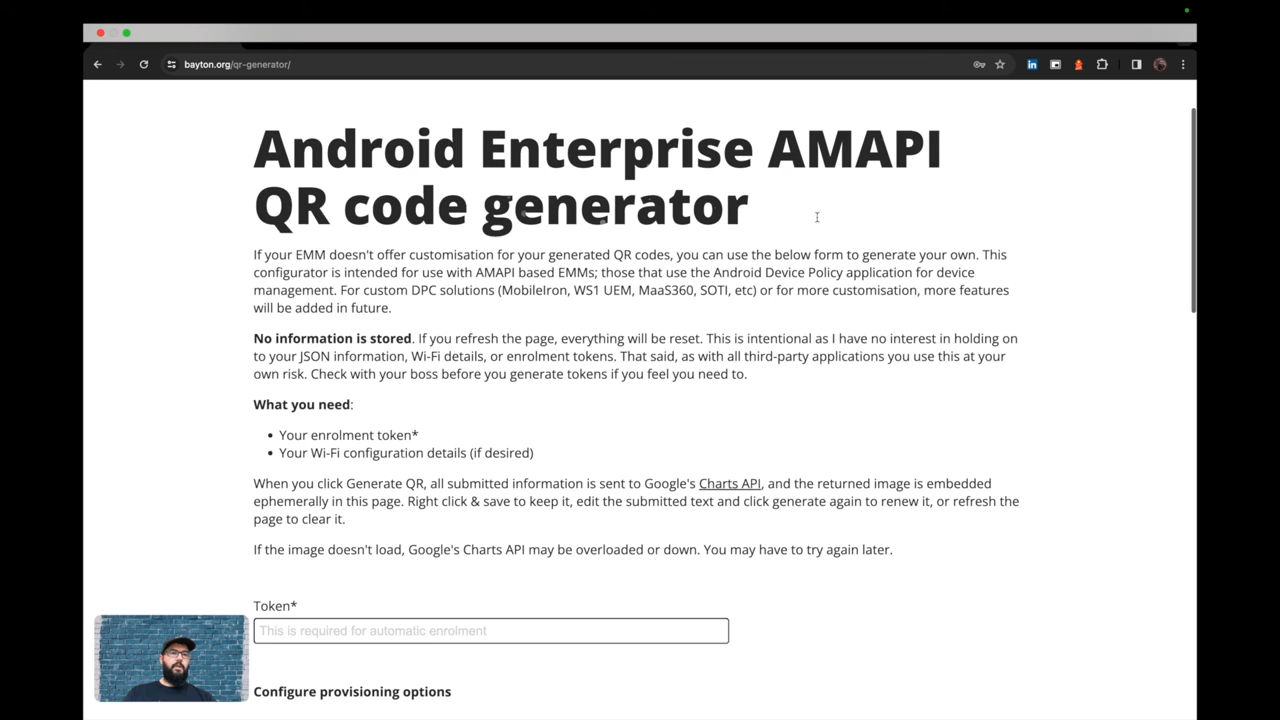 bayton.org/qr-generator/
Android Enterprise AMAPI
QR code generator
If your EMM doesn't offer customisation for your generated QR codes, you can use the below form to generate your own. This
configurator is intended for use with AMAPI based EMMs; those that use the Android Device Policy application for device
management. For custom DPC solutions (MobileIron, WS1 UEM, MaaS360, SOTI, etc) or for more customisation, more features
will be added in future.
No information is stored. If you refresh the page, everything will be reset. This is intentional as I have no interest in holding on
to your JSON information, Wi-Fi details, or enrolment tokens. That said, as with all third-party applications you use this at your
own risk. Check with your boss before you generate tokens if you feel you need to.
What you need:
• Your enrolment token*
• Your Wi-Fi configuration details (if desired)
When you click Generate QR, all submitted information is sent to Google's Charts API, and the returned image is embedded
ephemerally in this page. Right click & save to keep it, edit the submitted text and click generate again to renew it, or refresh the
page to clear it.
If the image doesn't load, Google's Charts API may be overloaded or down. You may have to try again later.
Token*
This is required for automatic enrolment
Configure provisioning options